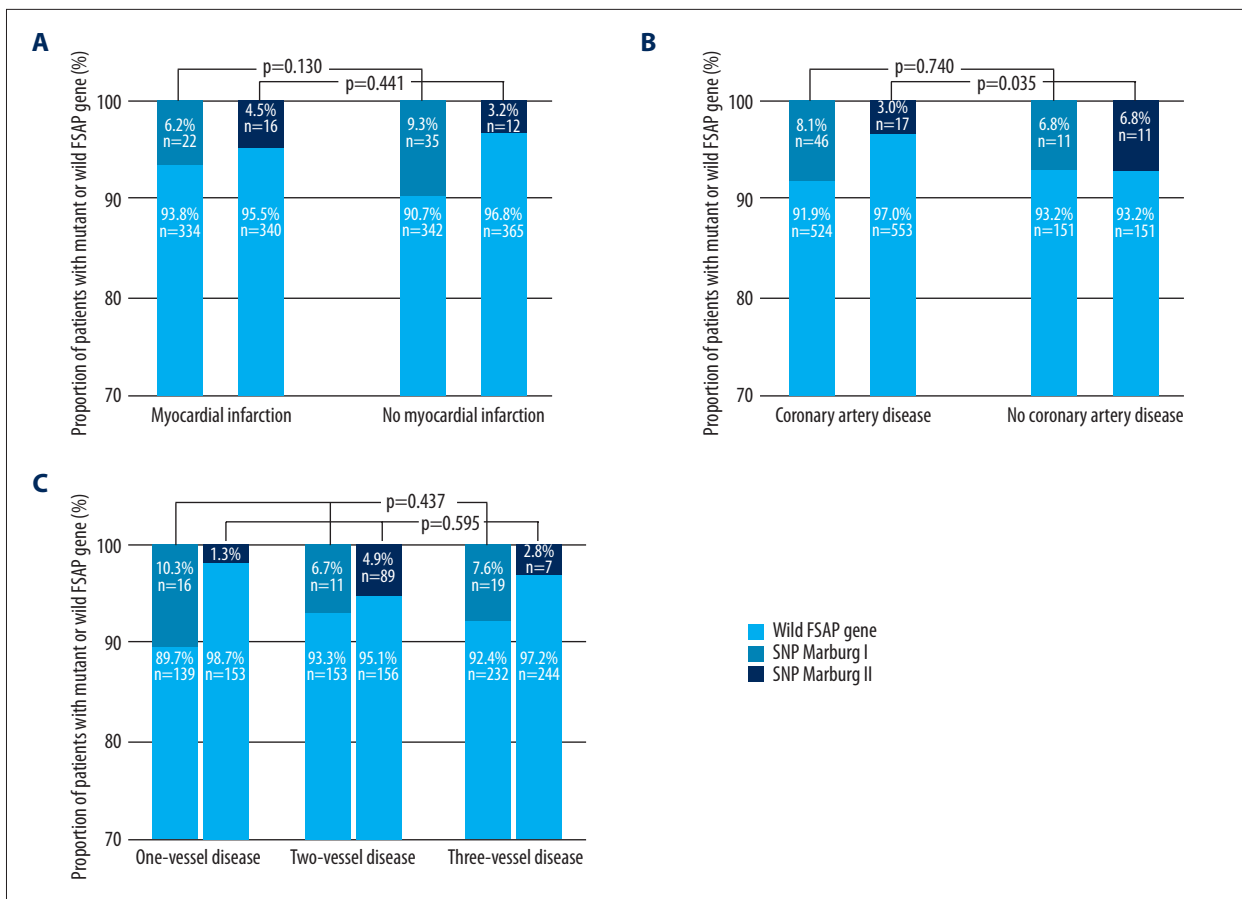 A
Proportion of patients with mutant or wild FSAP gene (%)
p=0.130
p=0.441
100
90
80
70
6.2%
n=22
93.8%
n=334
4.5%
n=16
95.5%
n=340
9.3%
n=35
90.7%
n=342
3.2%
n=12
96.8%
n=365
Myocardial infarction
No myocardial infarction
B
Proportion of patients with mutant or wild FSAP gene (%)
p=0.740
p=0.035
100
90
80
70
8.1%
n=46
91.9%
n=524
3.0%
n=17
97.0%
n=553
6.8%
n=11
93.2%
n=151
6.8%
n=11
93.2%
n=151
Coronary artery disease
No coronary artery disease
C
Proportion of patients with mutant or wild FSAP gene (%)
p=0.437
p=0.595
100
90
80
70
10.3%
n=16
89.7%
n=139
1.3%
98.7%
n=153
6.7%
n=11
93.3%
n=153
4.9%
n=89
95.1%
n=156
7.6%
n=19
92.4%
n=232
2.8%
n=7
97.2%
n=244
One-vessel disease
Two-vessel disease
Three-vessel disease
Wild FSAP gene
SNP Marburg I
SNP Marburg II